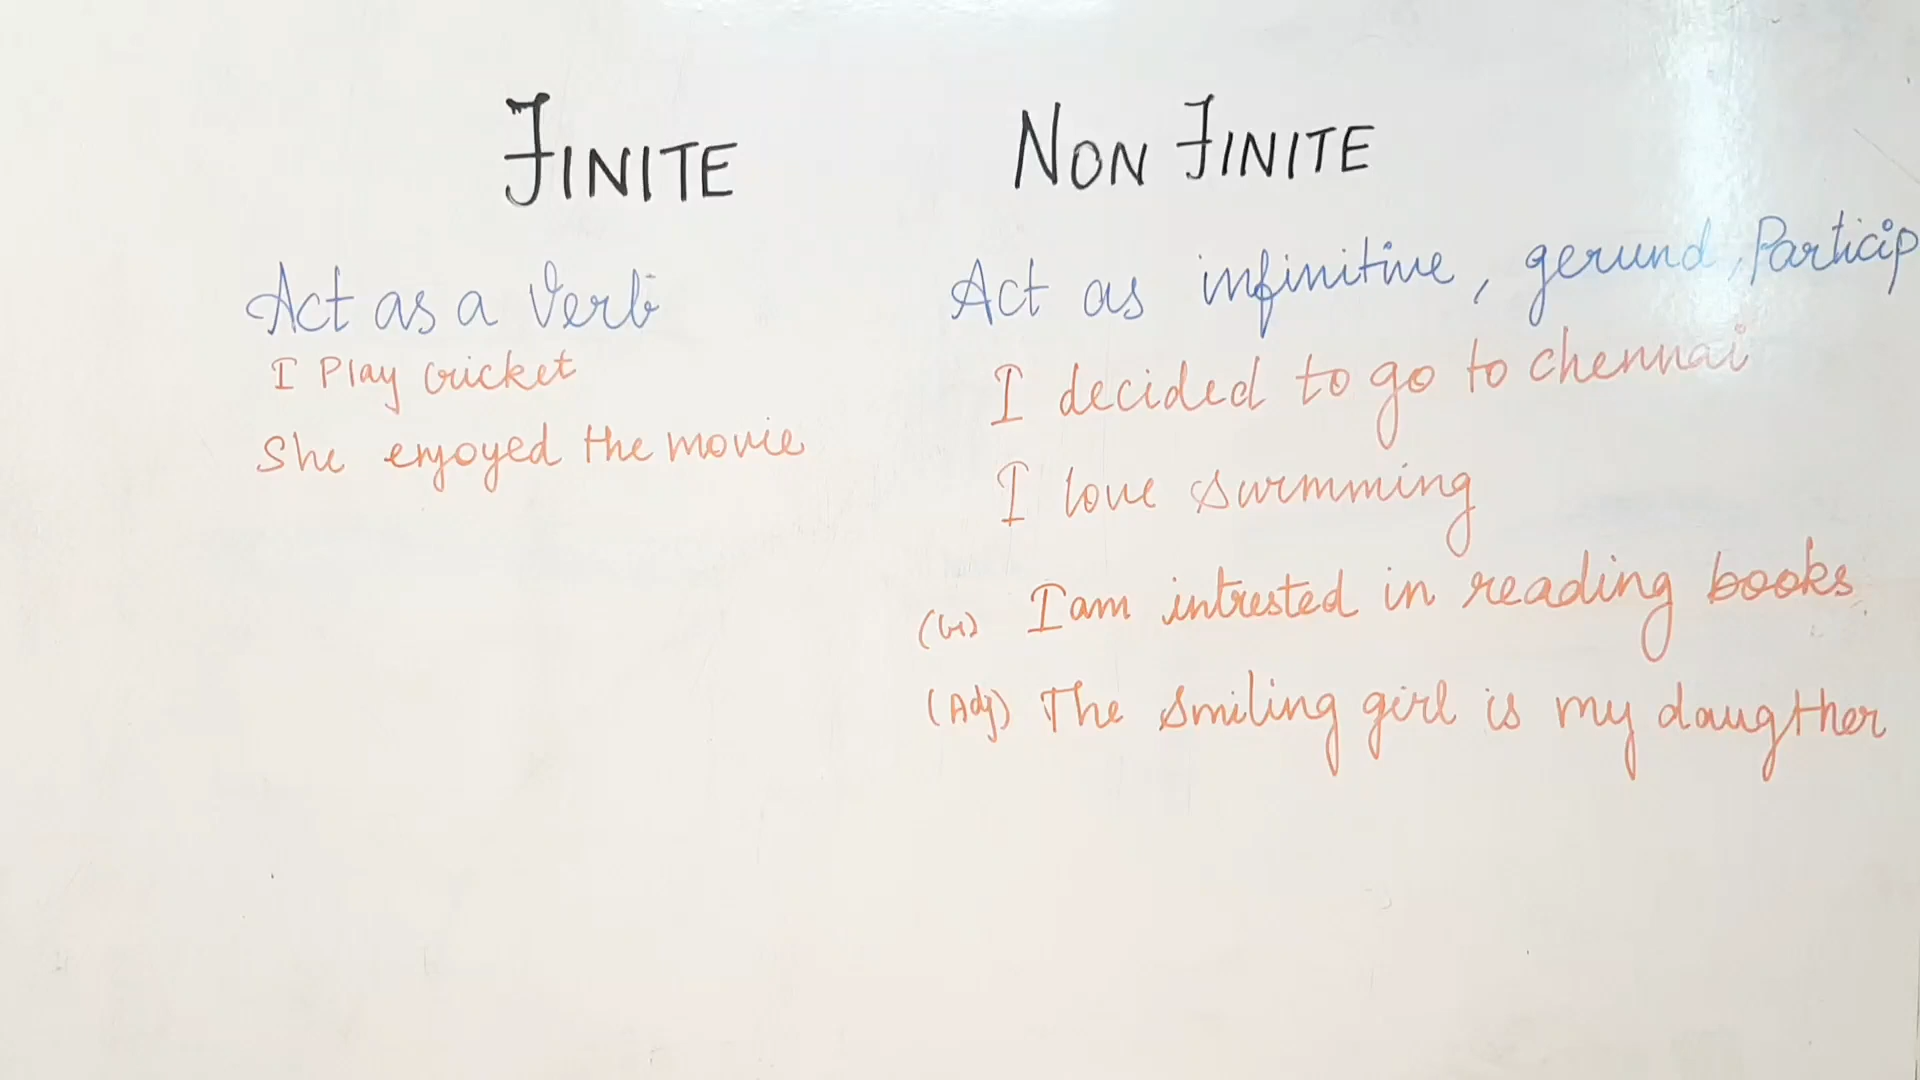 FINITE
Act as a Verb
I Play cricket
She enjoyed the movie
NON FINITE
Act as infinitive, gerund, Particip
I decided to go to chennai
I love swimming
(G) I am intrested in reading books
(Adj) The smiling girl is my daugther